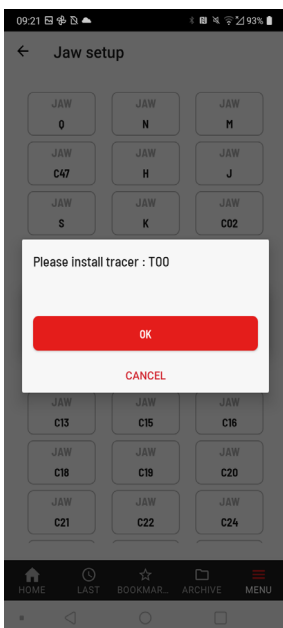 09:21 93%
Jaw setup
JAW JAW JAW
Q N M
JAW JAW JAW
C47 H J
JAW JAW JAW
S K C02
Please install tracer : T00
OK
CANCEL
JAW JAW JAW
C13 C15 C16
JAW JAW JAW
C18 C19 C20
JAW JAW JAW
C21 C22 C24
HOME LAST BOOKMAR... ARCHIVE MENU